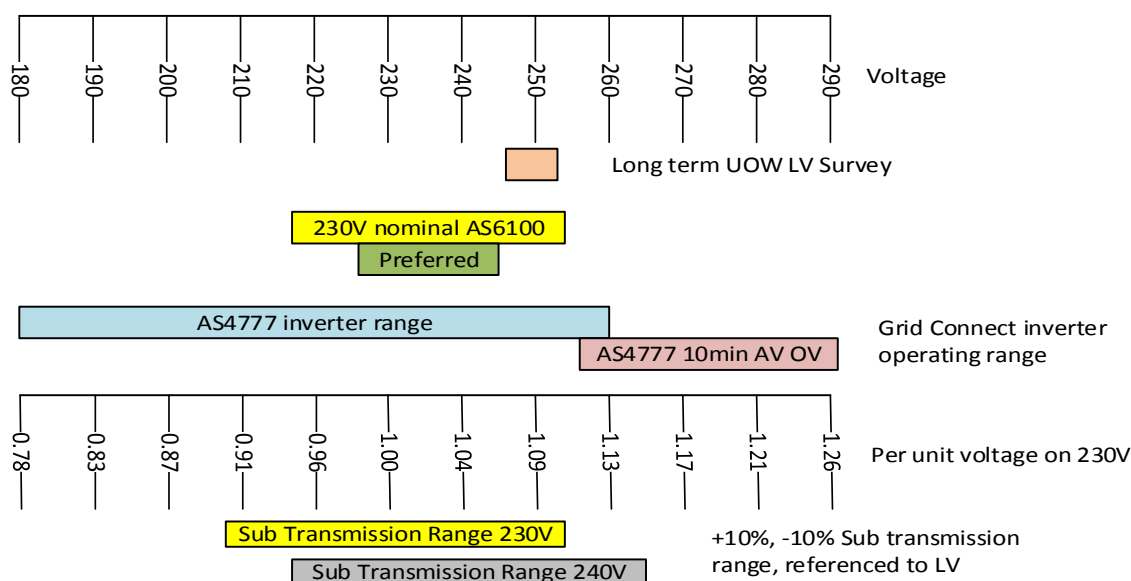 180 190 200 210 220 230 240 250 260 270 280 290
Voltage
Long term UOW LV Survey
230V nominal AS6100
Preferred
AS4777 inverter range
AS4777 10min AV OV
Grid Connect inverter
operating range
0.78 0.83 0.87 0.91 0.96 1.00 1.04 1.09 1.13 1.17 1.21 1.26
Per unit voltage on 230V
Sub Transmission Range 230V
Sub Transmission Range 240V
+10%, -10% Sub transmission
range, referenced to LV